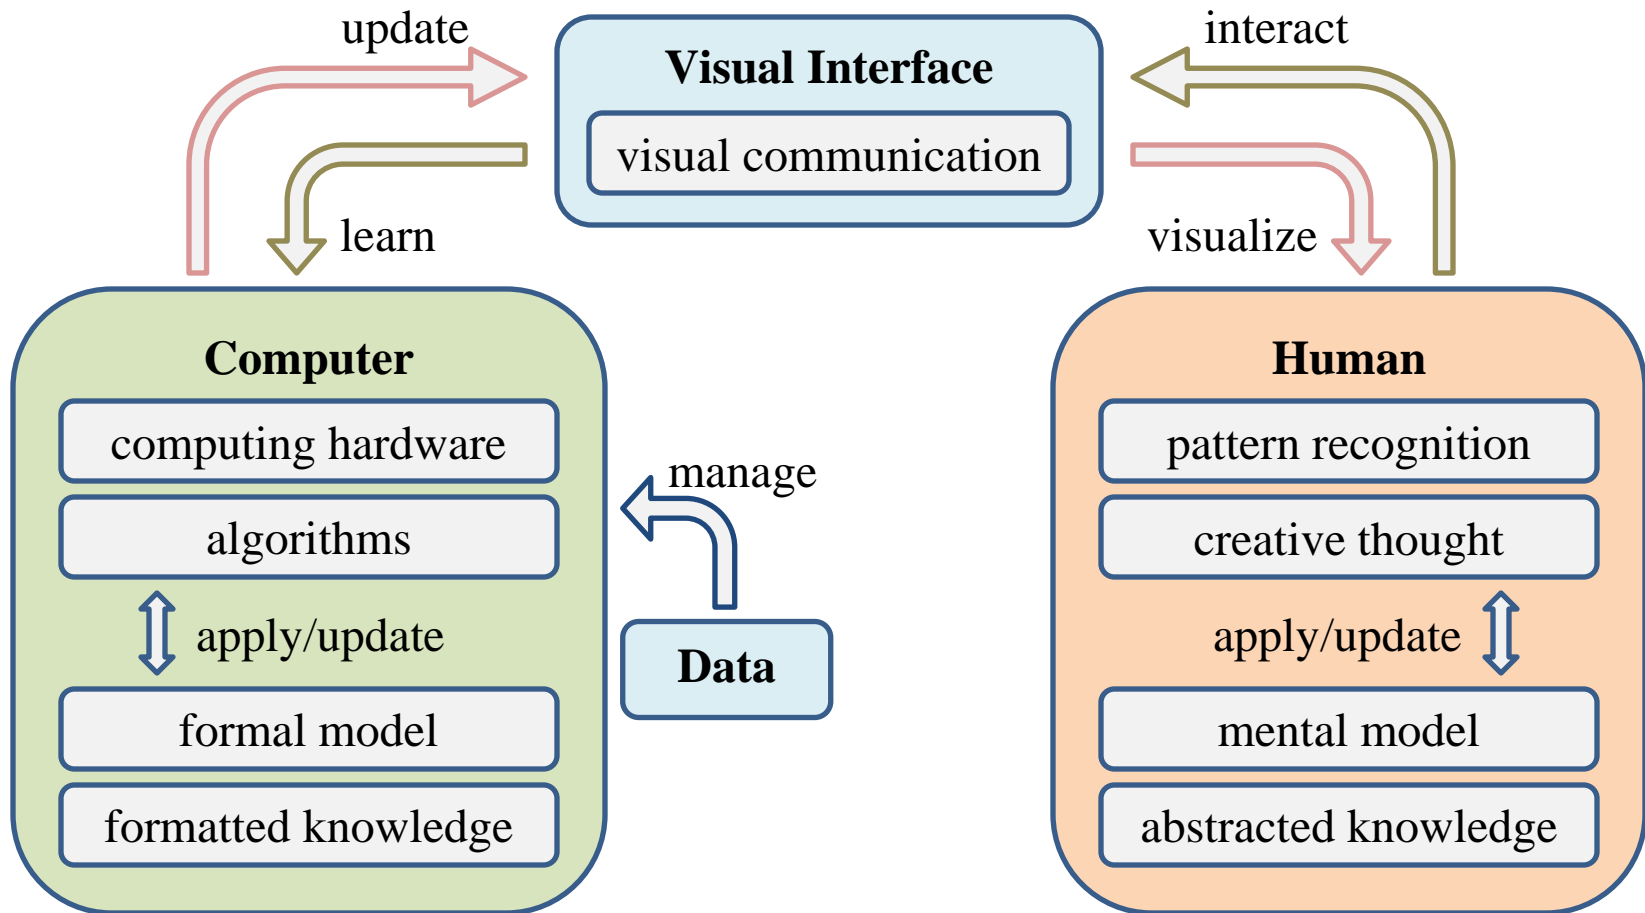 update
interact
Visual Interface
visual communication
learn
visualize
Computer
computing hardware
algorithms
apply/update
formal model
formatted knowledge
manage
Data
Human
pattern recognition
creative thought
apply/update
mental model
abstracted knowledge